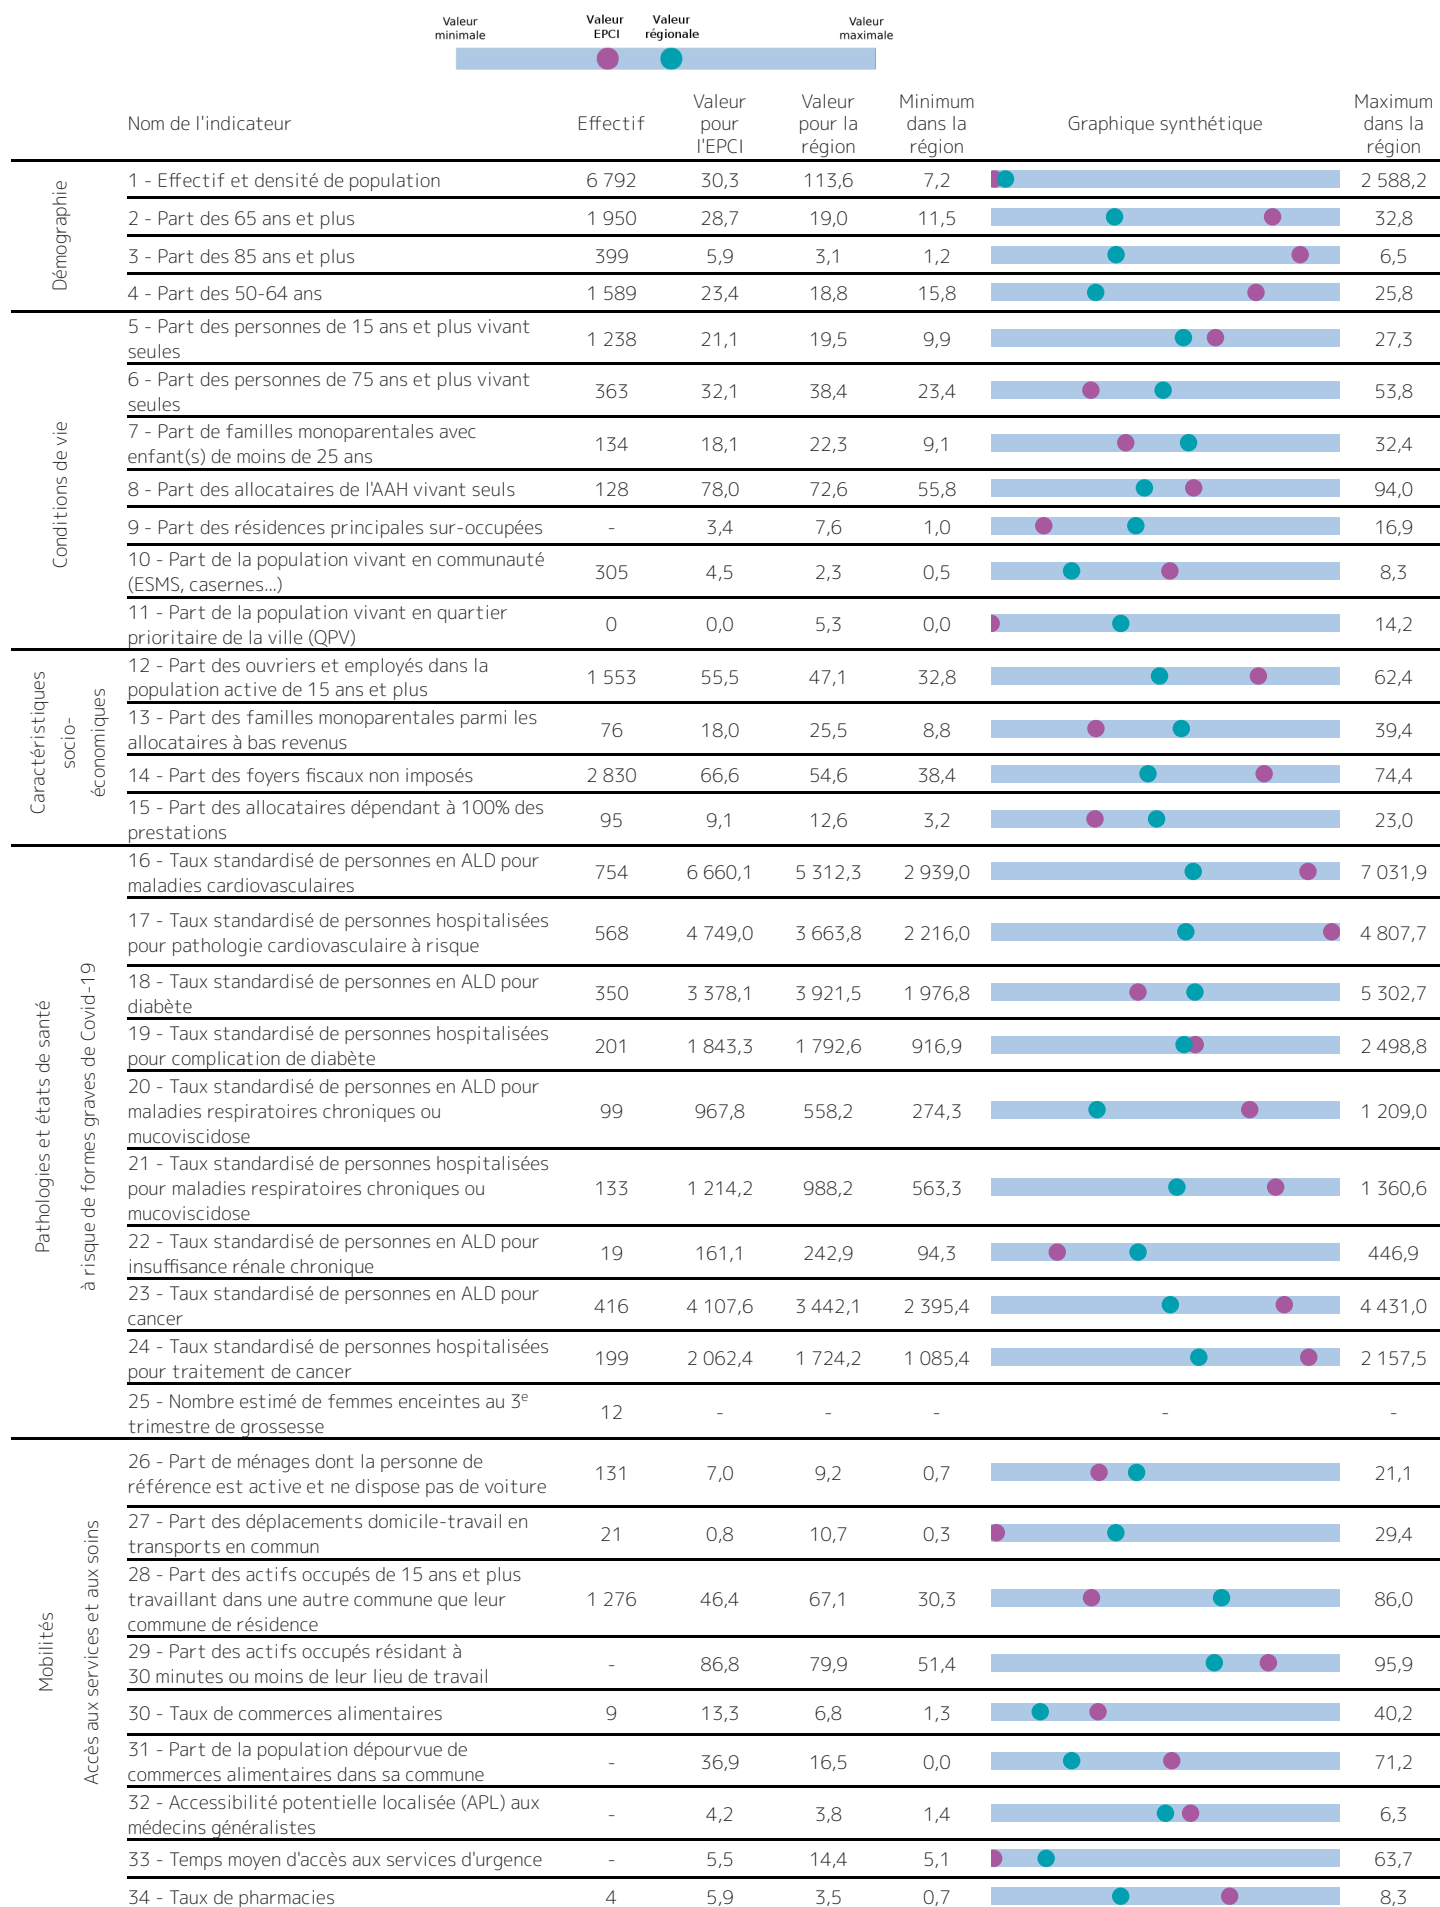 Valeur minimale
Valeur EPCI
Valeur régionale
Valeur maximale
Nom de l'indicateur
Effectif
Valeur pour l'EPCI
Valeur pour la région
Minimum dans la région
Graphique synthétique
Maximum dans la région
Démographie
1 - Effectif et densité de population 6 792 30,3 113,6 7,2 2 588,2
2 - Part des 65 ans et plus 1 950 28,7 19,0 11,5 32,8
3 - Part des 85 ans et plus 399 5,9 3,1 1,2 6,5
4 - Part des 50-64 ans 1 589 23,4 18,8 15,8 25,8
Conditions de vie
5 - Part des personnes de 15 ans et plus vivant
seules 1 238 21,1 19,5 9,9 27,3
6 - Part des personnes de 75 ans et plus vivant
seules 363 32,1 38,4 23,4 53,8
7 - Part de familles monoparentales avec
enfant(s) de moins de 25 ans 134 18,1 22,3 9,1 32,4
8 - Part des allocataires de l'AAH vivant seuls 128 78,0 72,6 55,8 94,0
9 - Part des résidences principales sur-occupées - 3,4 7,6 1,0 16,9
10 - Part de la population vivant en communauté
(ESMS, casernes...) 305 4,5 2,3 0,5 8,3
11 - Part de la population vivant en quartier
prioritaire de la ville (QPV) 0 0,0 5,3 0,0 14,2
Caractéristiques
socio-
économiques
12 - Part des ouvriers et employés dans la
population active de 15 ans et plus 1 553 55,5 47,1 32,8 62,4
13 - Part des familles monoparentales parmi les
allocataires à bas revenus 76 18,0 25,5 8,8 39,4
14 - Part des foyers fiscaux non imposés 2 830 66,6 54,6 38,4 74,4
15 - Part des allocataires dépendant à 100% des
prestations 95 9,1 12,6 3,2 23,0
Pathologies et états de santé
à risque de formes graves de Covid-19
16 - Taux standardisé de personnes en ALD pour
maladies cardiovasculaires 754 6 660,1 5 312,3 2 939,0 7 031,9
17 - Taux standardisé de personnes hospitalisées
pour pathologie cardiovasculaire à risque 568 4 749,0 3 663,8 2 216,0 4 807,7
18 - Taux standardisé de personnes en ALD pour
diabète 350 3 378,1 3 921,5 1 976,8 5 302,7
19 - Taux standardisé de personnes hospitalisées
pour complication de diabète 201 1 843,3 1 792,6 916,9 2 498,8
20 - Taux standardisé de personnes en ALD pour
maladies respiratoires chroniques ou
mucoviscidose 99 967,8 558,2 274,3 1 209,0
21 - Taux standardisé de personnes hospitalisées
pour maladies respiratoires chroniques ou
mucoviscidose 133 1 214,2 988,2 563,3 1 360,6
22 - Taux standardisé de personnes en ALD pour
insuffisance rénale chronique 19 161,1 242,9 94,3 446,9
23 - Taux standardisé de personnes en ALD pour
cancer 416 4 107,6 3 442,1 2 395,4 4 431,0
24 - Taux standardisé de personnes hospitalisées
pour traitement de cancer 199 2 062,4 1 724,2 1 085,4 2 157,5
25 - Nombre estimé de femmes enceintes au 3e
trimestre de grossesse 12 - - - - -
Mobilités
Accès aux services et aux soins
26 - Part de ménages dont la personne de
référence est active et ne dispose pas de voiture 131 7,0 9,2 0,7 21,1
27 - Part des déplacements domicile-travail en
transports en commun 21 0,8 10,7 0,3 29,4
28 - Part des actifs occupés de 15 ans et plus
travaillant dans une autre commune que leur
commune de résidence 1 276 46,4 67,1 30,3 86,0
29 - Part des actifs occupés résidant à
30 minutes ou moins de leur lieu de travail - 86,8 79,9 51,4 95,9
30 - Taux de commerces alimentaires 9 13,3 6,8 1,3 40,2
31 - Part de la population dépourvue de
commerces alimentaires dans sa commune - 36,9 16,5 0,0 71,2
32 - Accessibilité potentielle localisée (APL) aux
médecins généralistes - 4,2 3,8 1,4 6,3
33 - Temps moyen d'accès aux services d'urgence - 5,5 14,4 5,1 63,7
34 - Taux de pharmacies 4 5,9 3,5 0,7 8,3